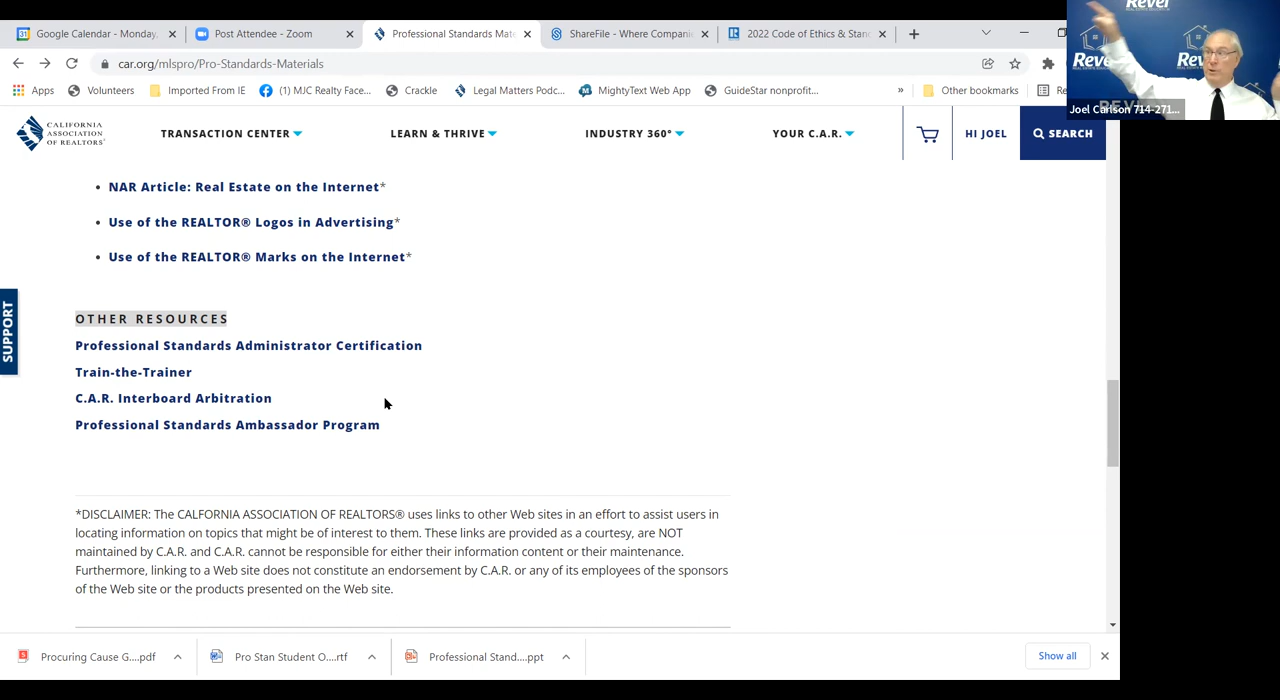 Google Calendar - Monday,
Post Attendee - Zoom
Professional Standards Mate
ShareFile - Where Companie
2022 Code of Ethics & Stand
car.org/mlspro/Pro-Standards-Materials
Apps
Volunteers
Imported From IE
(1) MJC Realty Face...
Crackle
Legal Matters Podc...
MightyText Web App
GuideStar nonprofit...
»
Other bookmarks
Re
Revel
Reve
Revel
REVEL
Joel Carlson 714-271...
CALIFORNIA
ASSOCIATION
OF REALTORS®
TRANSACTION CENTER
LEARN & THRIVE
INDUSTRY 360°
YOUR C.A.R.
HI JOEL
SEARCH
• NAR Article: Real Estate on the Internet*
• Use of the REALTOR® Logos in Advertising*
• Use of the REALTOR® Marks on the Internet*
SUPPORT
OTHER RESOURCES
Professional Standards Administrator Certification
Train-the-Trainer
C.A.R. Interboard Arbitration
Professional Standards Ambassador Program
*DISCLAIMER: The CALFORNIA ASSOCIATION OF REALTORS® uses links to other Web sites in an effort to assist users in
locating information on topics that might be of interest to them. These links are provided as a courtesy, are NOT
maintained by C.A.R. and C.A.R. cannot be responsible for either their information content or their maintenance.
Furthermore, linking to a Web site does not constitute an endorsement by C.A.R. or any of its employees of the sponsors
of the Web site or the products presented on the Web site.
Procuring Cause G....pdf
Pro Stan Student O....rtf
Professional Stand....ppt
Show all